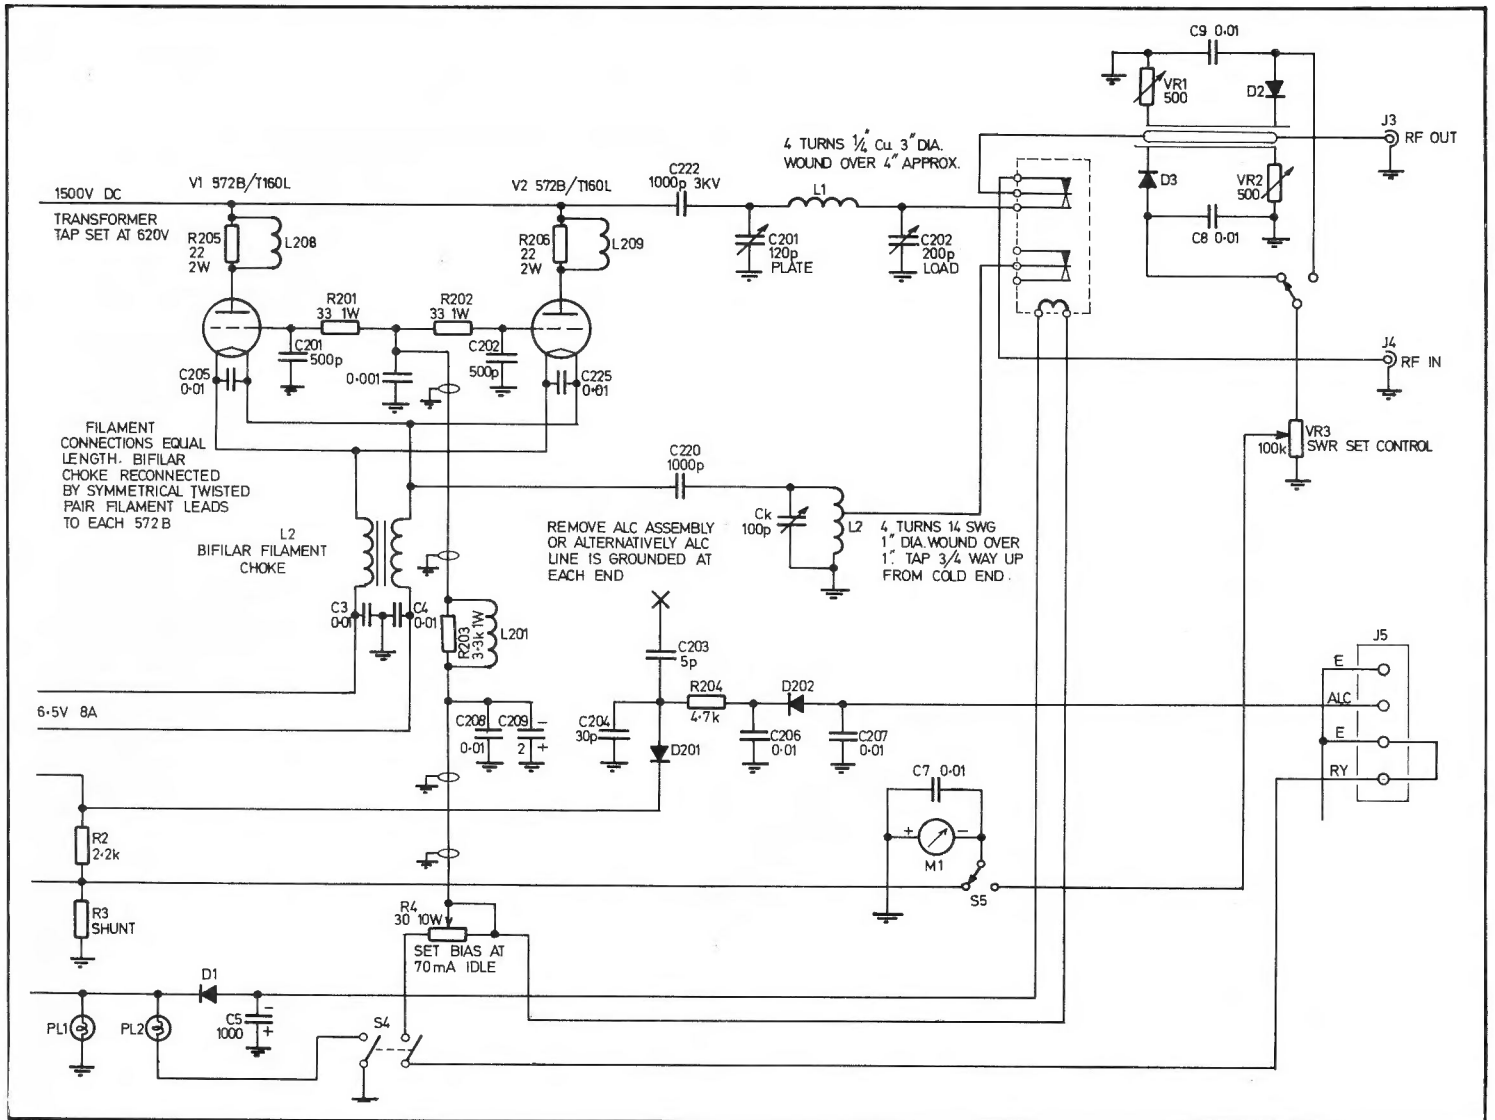 C9 0·01
VR1
500
D2
J3
RF OUT
4 TURNS 1/4" Cu 3" DIA.
WOUND OVER 4" APPROX.
D3
VR2
500
C8 0·01
C222
1000p 3KV
L1
1500V DC
V1 572B/T160L
V2 572B/T160L
TRANSFORMER
TAP SET AT 620V
R205
22
2W
L208
R206
22
2W
L209
C201
120p
PLATE
C202
200p
LOAD
R201
33 1W
R202
33 1W
C201
500p
C202
500p
0·001
C205
0·01
C225
0·01
J4
RF IN
FILAMENT
CONNECTIONS EQUAL
LENGTH. BIFILAR
CHOKE RECONNECTED
BY SYMMETRICAL TWISTED
PAIR FILAMENT LEADS
TO EACH 572B
VR3
100k
SWR SET CONTROL
C220
1000p
Ck
100p
L2
4 TURNS 14 SWG
1" DIA. WOUND OVER
1". TAP 3/4 WAY UP
FROM COLD END.
L2
BIFILAR FILAMENT
CHOKE
REMOVE ALC ASSEMBLY
OR ALTERNATIVELY ALC
LINE IS GROUNDED AT
EACH END
C3
0·01
C4
0·01
R203
3·3k 1W
L201
C203
5p
J5
E
ALC
E
RY
R204
4·7k
D202
6·5V 8A
C208
0·01
C209
2
-
+
C204
30p
D201
C206
0·01
C207
0·01
C7 0·01
+
-
M1
S5
R2
2·2k
R3
SHUNT
R4
30 10W
SET BIAS AT
70mA IDLE
D1
PL1
PL2
C5
1000
-
+
S4